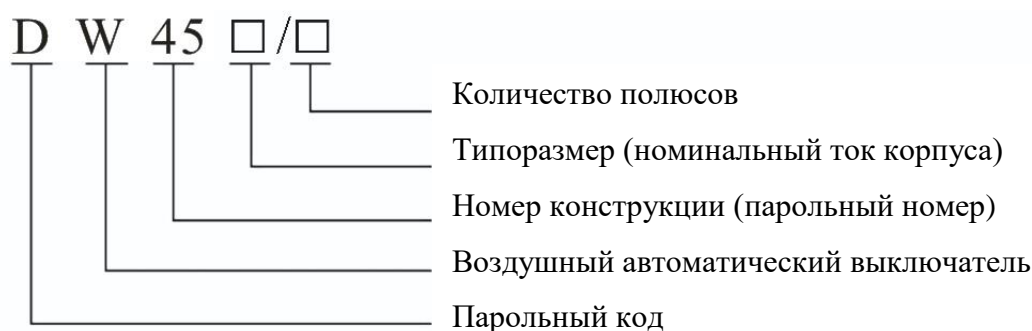 D W 45 □/□
Количество полюсов
Типоразмер (номинальный ток корпуса)
Номер конструкции (парольный номер)
Воздушный автоматический выключатель
Парольный код